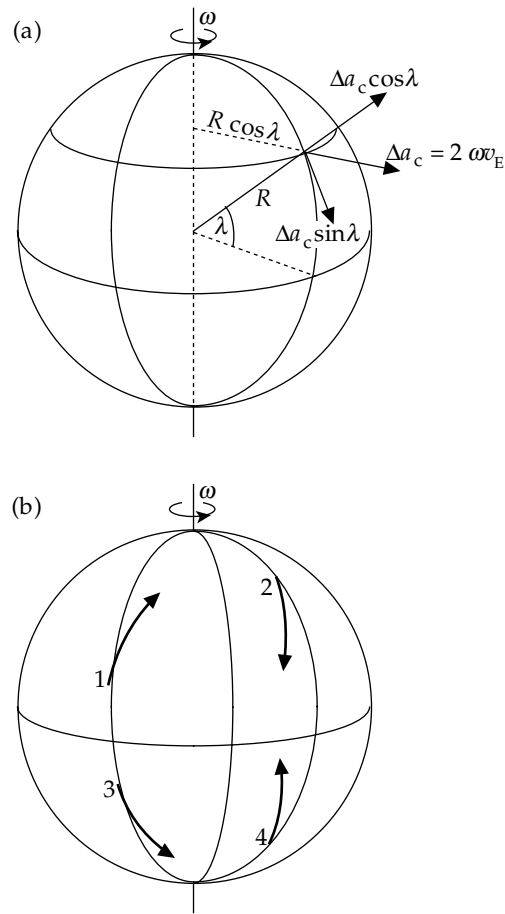 (a)
ω
Δa_c cosλ
R cosλ
Δa_c = 2 ωv_E
R
λ
Δa_c sinλ
(b)
ω
2
1
3
4